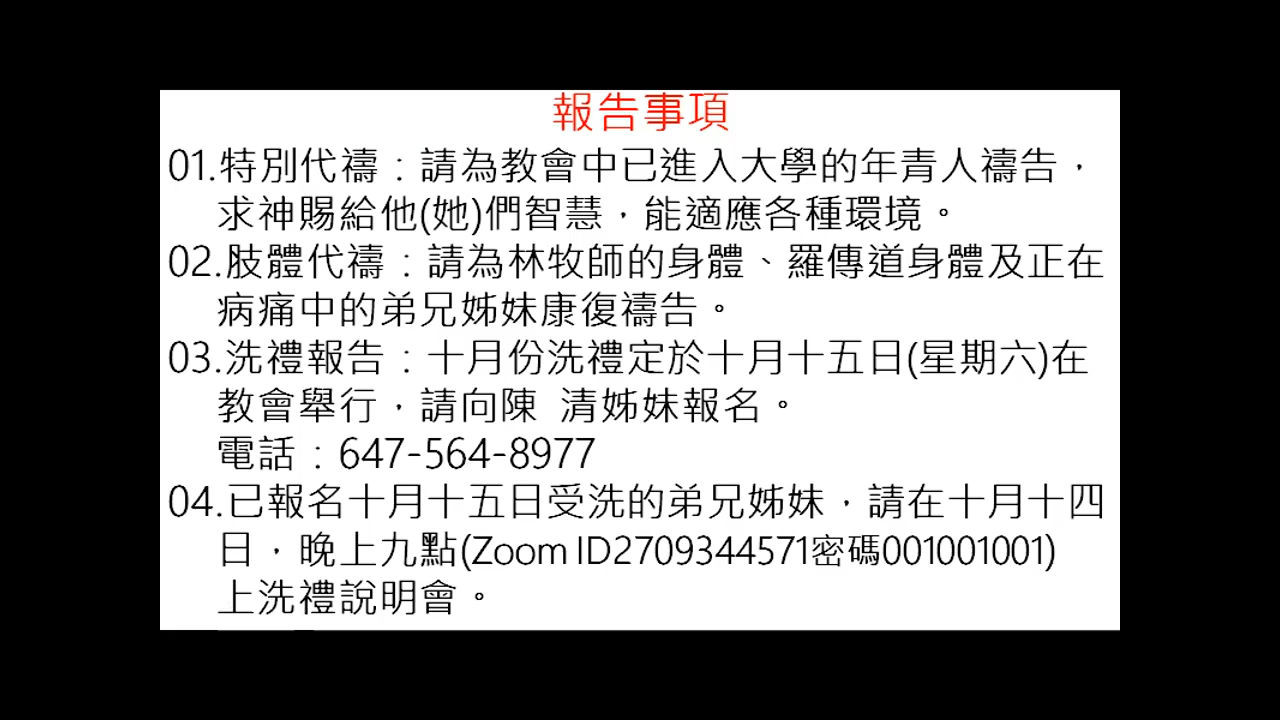 報告事項
01.特別代禱：請為教會中已進入大學的年青人禱告，
求神賜給他(她)們智慧，能適應各種環境。
02.肢體代禱：請為林牧師的身體、羅傳道身體及正在
病痛中的弟兄姊妹康復禱告。
03.洗禮報告：十月份洗禮定於十月十五日(星期六)在
教會舉行，請向陳 清姊妹報名。
電話：647-564-8977
04.已報名十月十五日受洗的弟兄姊妹，請在十月十四
日，晚上九點(Zoom ID2709344571密碼001001001)
上洗禮說明會。